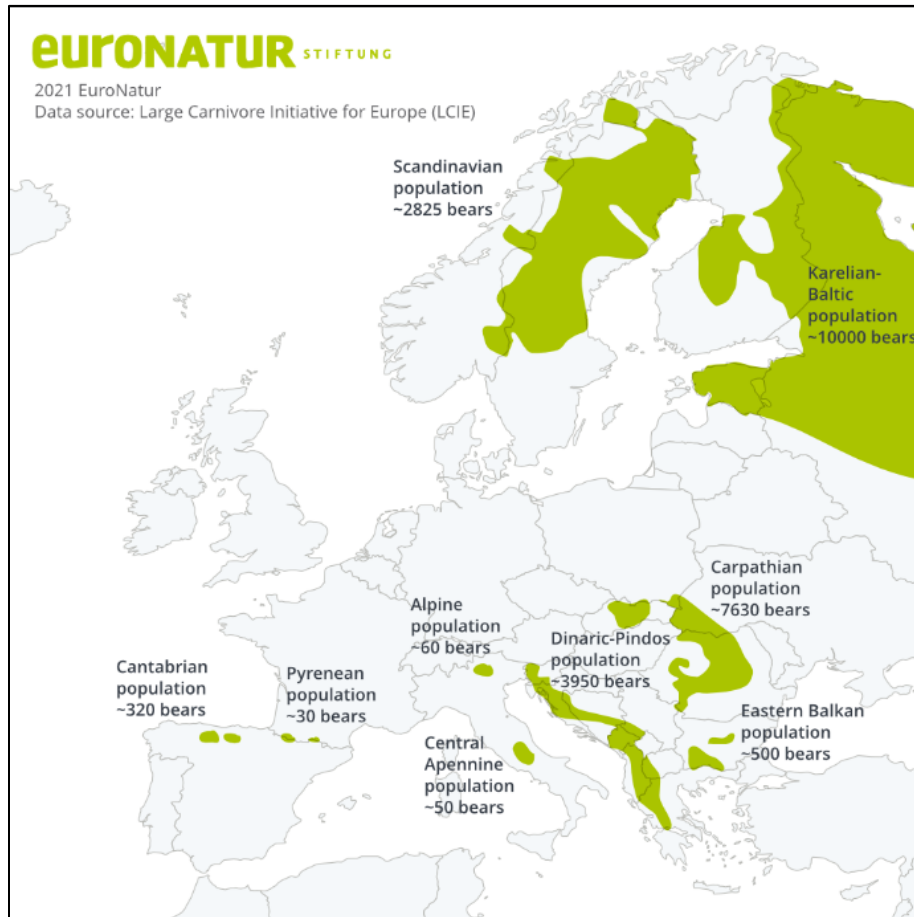 euroNATUR STIFTUNG
2021 EuroNatur
Data source: Large Carnivore Initiative for Europe (LCIE)
Scandinavian
population
~2825 bears
Karelian-
Baltic
population
~10000 bears
Carpathian
population
~7630 bears
Alpine
population
~60 bears
Dinaric-Pindos
population
~3950 bears
Cantabrian
population
~320 bears
Pyrenean
population
~30 bears
Eastern Balkan
population
~500 bears
Central
Apennine
population
~50 bears